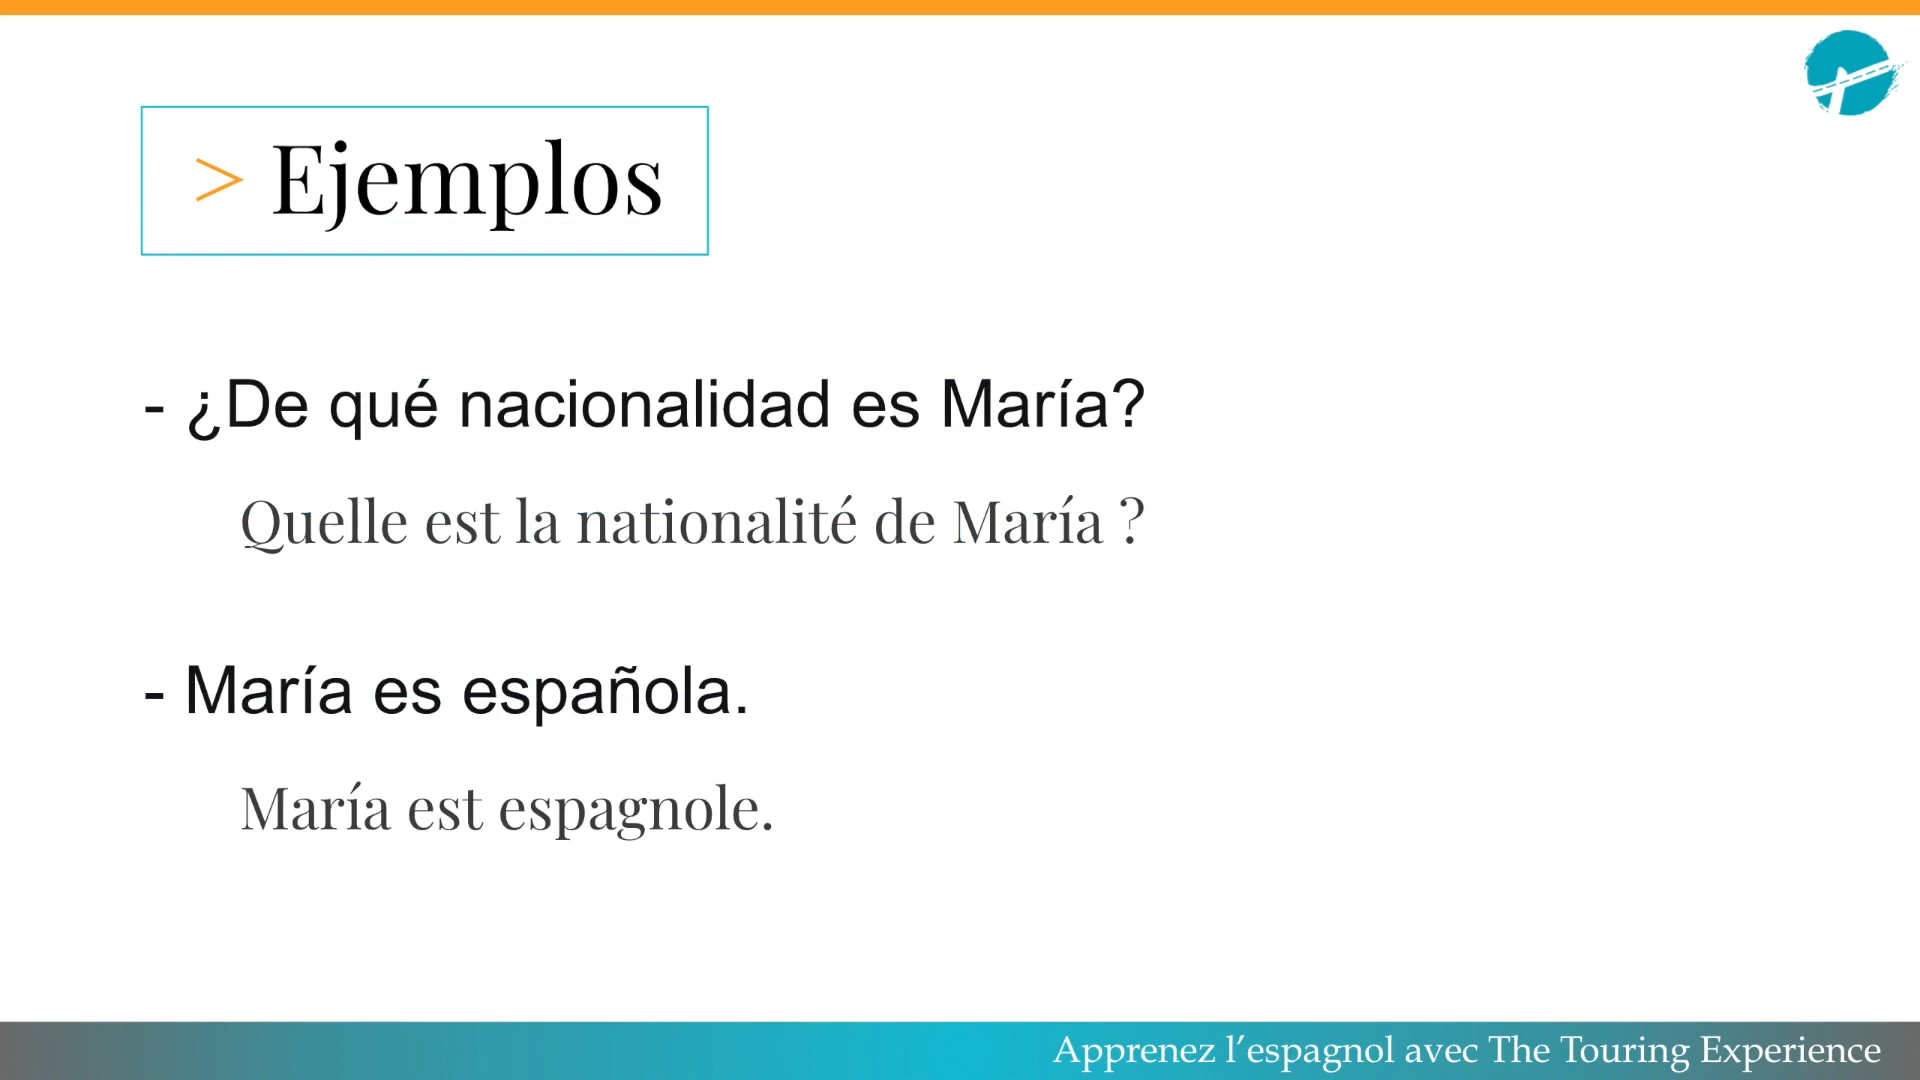 > Ejemplos
- ¿De qué nacionalidad es María?
Quelle est la nationalité de María ?
- María es española.
María est espagnole.
Apprenez l’espagnol avec The Touring Experience